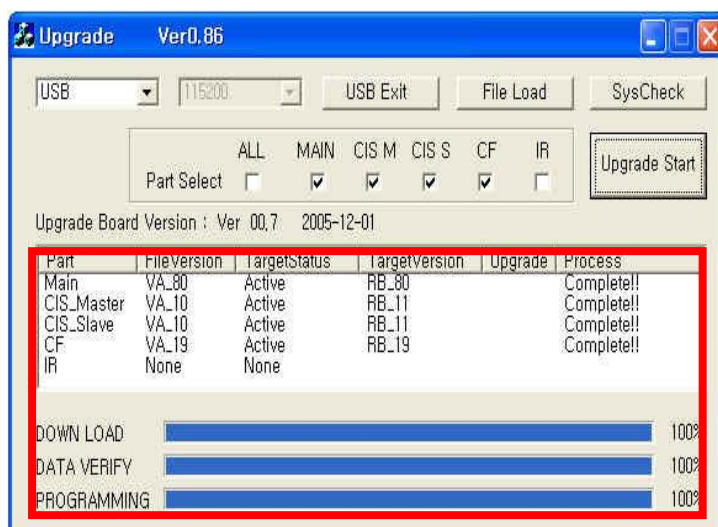 Upgrade Ver0.86
USB 115200 USB Exit File Load SysCheck
ALL MAIN CIS M CIS S CF IR
Part Select
Upgrade Start
Upgrade Board Version : Ver 00.7 2005-12-01
Part FileVersion TargetStatus TargetVersion Upgrade Process
Main VA_80 Active RB_80 Complete!!
CIS_Master VA_10 Active RB_11 Complete!!
CIS_Slave VA_10 Active RB_11 Complete!!
CF VA_19 Active RB_19 Complete!!
IR None None
DOWN LOAD 100%
DATA VERIFY 100%
PROGRAMMING 100%